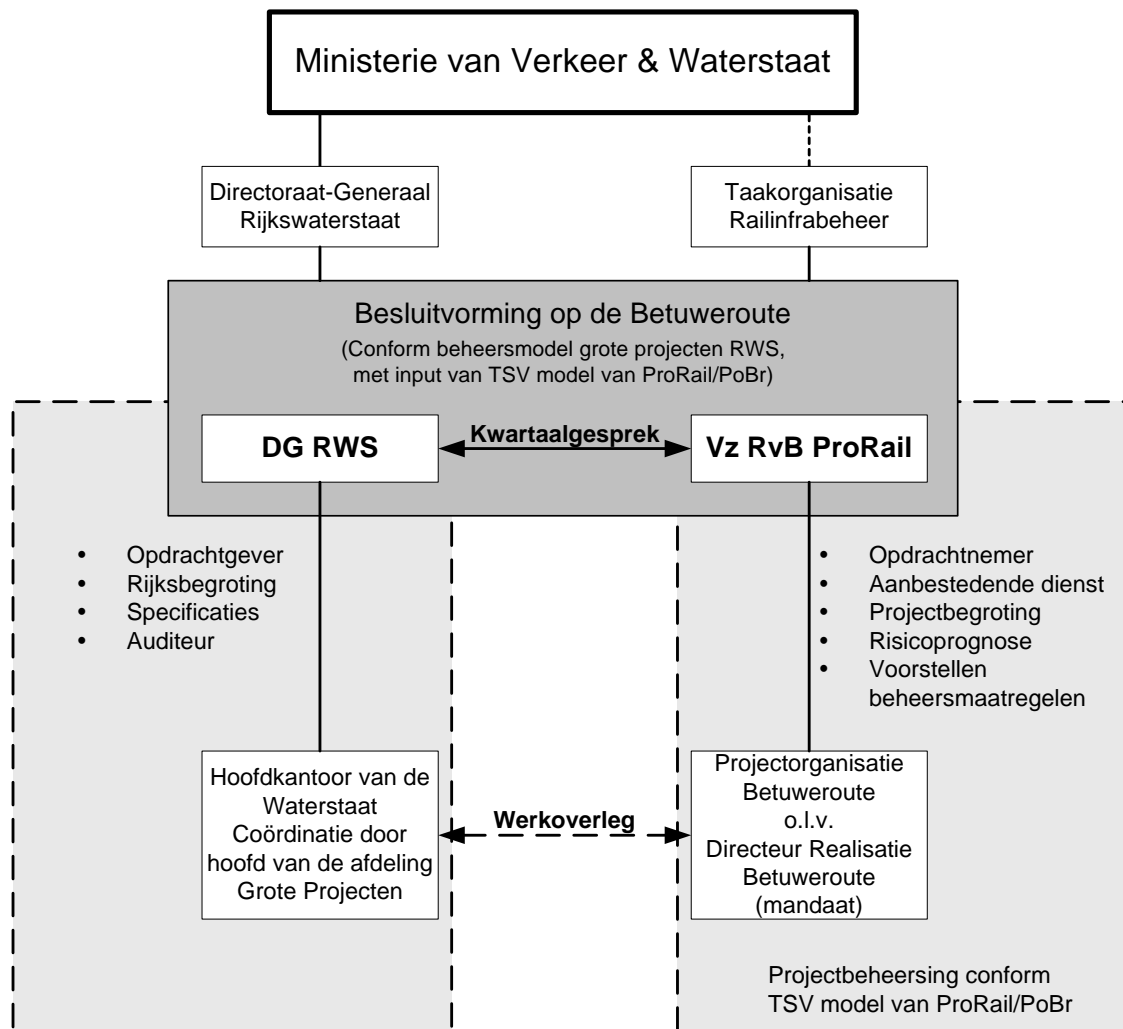 Ministerie van Verkeer & Waterstaat
Directoraat-Generaal
Rijkswaterstaat
Taakorganisatie
Railinfrabeheer
Besluitvorming op de Betuweroute
(Conform beheersmodel grote projecten RWS,
met input van TSV model van ProRail/PoBr)
DG RWS
Kwartaalgesprek
Vz RvB ProRail
• Opdrachtgever
• Rijksbegroting
• Specificaties
• Auditeur
• Opdrachtnemer
• Aanbestedende dienst
• Projectbegroting
• Risicoprognose
• Voorstellen
beheersmaatregelen
Hoofdkantoor van de
Waterstaat
Coördinatie door
hoofd van de afdeling
Grote Projecten
Werkoverleg
Projectorganisatie
Betuweroute
o.l.v.
Directeur Realisatie
Betuweroute
(mandaat)
Projectbeheersing conform
TSV model van ProRail/PoBr